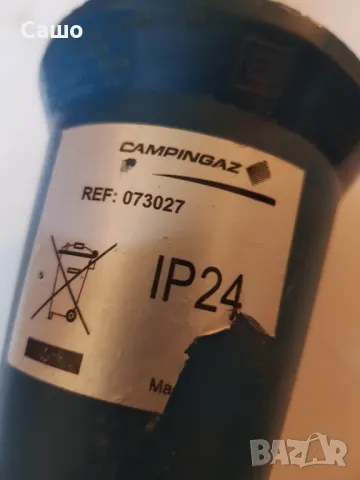 Сашо
CAMPINGAZ
REF: 073027
IP24
Ma
BAZAR